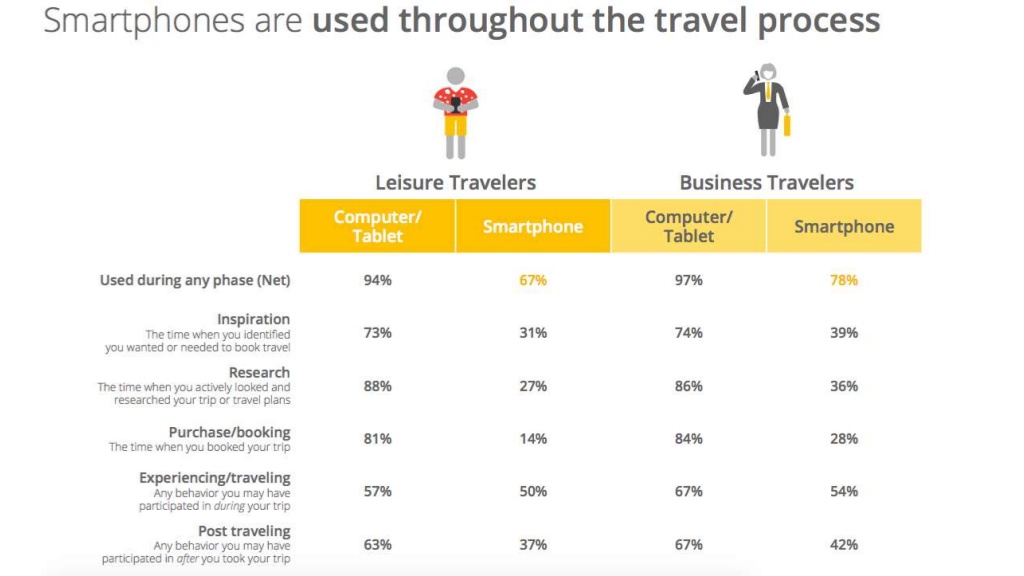 Smartphones are used throughout the travel process
Leisure Travelers Business Travelers
Computer/ Tablet Smartphone Computer/ Tablet Smartphone
Used during any phase (Net) 94% 67% 97% 78%
Inspiration
The time when you identified
you wanted or needed to book travel
73% 31% 74% 39%
Research
The time when you actively looked and
researched your trip or travel plans
88% 27% 86% 36%
Purchase/booking
The time when you booked your trip
81% 14% 84% 28%
Experiencing/traveling
Any behavior you may have
participated in during your trip
57% 50% 67% 54%
Post traveling
Any behavior you may have
participated in after you took your trip
63% 37% 67% 42%